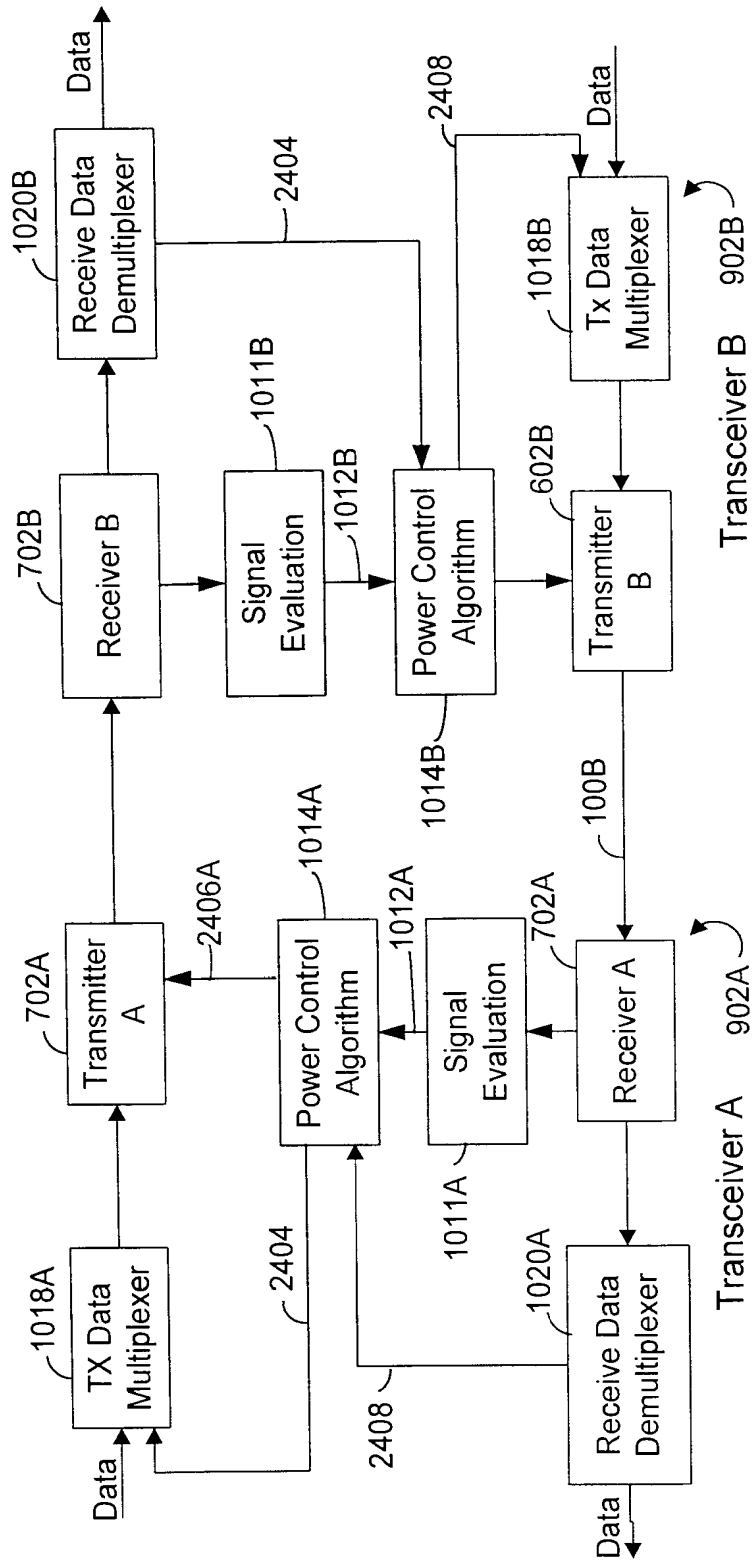 Data
1018A
TX Data
Multiplexer
2404
702A
Transmitter
A
2406A
1014A
Power Control
Algorithm
1012A
Signal
Evaluation
1011A
702A
Receiver A
1020A
Receive Data
Demultiplexer
2408
Data
Transceiver A
902A
100B
702B
Receiver B
1020B
Receive Data
Demultiplexer
Data
2404
1011B
Signal
Evaluation
1012B
Power Control
Algorithm
1014B
2408
Data
1018B
Tx Data
Multiplexer
602B
Transmitter
B
Transceiver B
902B